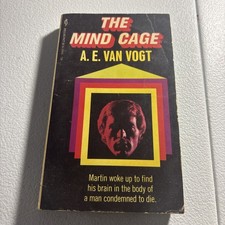 THE
MIND CAGE
A. E. VAN VOGT
Martin woke up to find
his brain in the body of
a man condemned to die.